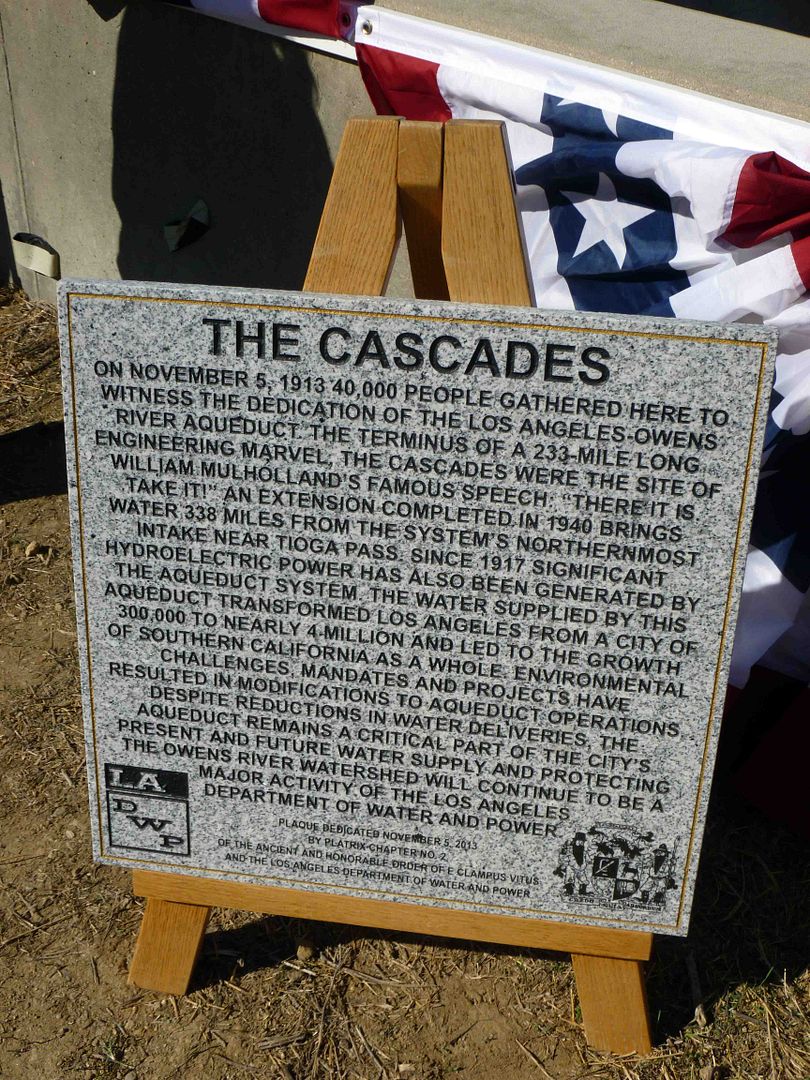 THE CASCADES
ON NOVEMBER 5, 1913 40,000 PEOPLE GATHERED HERE TO
WITNESS THE DEDICATION OF THE LOS ANGELES-OWENS
RIVER AQUEDUCT. THE TERMINUS OF A 233-MILE LONG
ENGINEERING MARVEL, THE CASCADES WERE THE SITE OF
WILLIAM MULHOLLAND'S FAMOUS SPEECH: "THERE IT IS
TAKE IT!" AN EXTENSION COMPLETED IN 1940 BRINGS
WATER 338 MILES FROM THE SYSTEM'S NORTHERNMOST
INTAKE NEAR TIOGA PASS. SINCE 1917 SIGNIFICANT
HYDROELECTRIC POWER HAS ALSO BEEN GENERATED BY
THE AQUEDUCT SYSTEM. THE WATER SUPPLIED BY THIS
AQUEDUCT TRANSFORMED LOS ANGELES FROM A CITY OF
300,000 TO NEARLY 4 MILLION AND LED TO THE GROWTH
OF SOUTHERN CALIFORNIA AS A WHOLE. ENVIRONMENTAL
CHALLENGES, MANDATES AND PROJECTS HAVE
RESULTED IN MODIFICATIONS TO AQUEDUCT OPERATIONS.
DESPITE REDUCTIONS IN WATER DELIVERIES, THE
AQUEDUCT REMAINS A CRITICAL PART OF THE CITY'S
PRESENT AND FUTURE WATER SUPPLY AND PROTECTING
THE OWENS RIVER WATERSHED WILL CONTINUE TO BE A
MAJOR ACTIVITY OF THE LOS ANGELES
DEPARTMENT OF WATER AND POWER
LA
DWP
PLAQUE DEDICATED NOVEMBER 5, 2013
BY PLATRIX-CHAPTER NO. 2
OF THE ANCIENT AND HONORABLE ORDER OF E CLAMPUS VITUS
AND THE LOS ANGELES DEPARTMENT OF WATER AND POWER